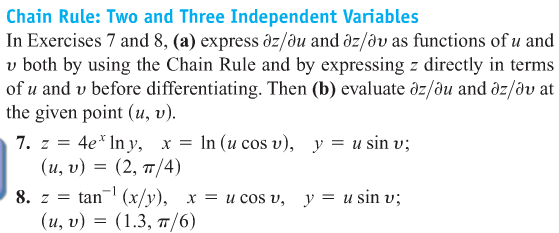 Chain Rule: Two and Three Independent Variables
In Exercises 7 and 8, (a) express ∂z/∂u and ∂z/∂v as functions of u and
v both by using the Chain Rule and by expressing z directly in terms
of u and v before differentiating. Then (b) evaluate ∂z/∂u and ∂z/∂v at
the given point (u, v).
7. z = 4eˣ ln y, x = ln (u cos v), y = u sin v;
(u, v) = (2, π/4)
8. z = tan⁻¹ (x/y), x = u cos v, y = u sin v;
(u, v) = (1.3, π/6)